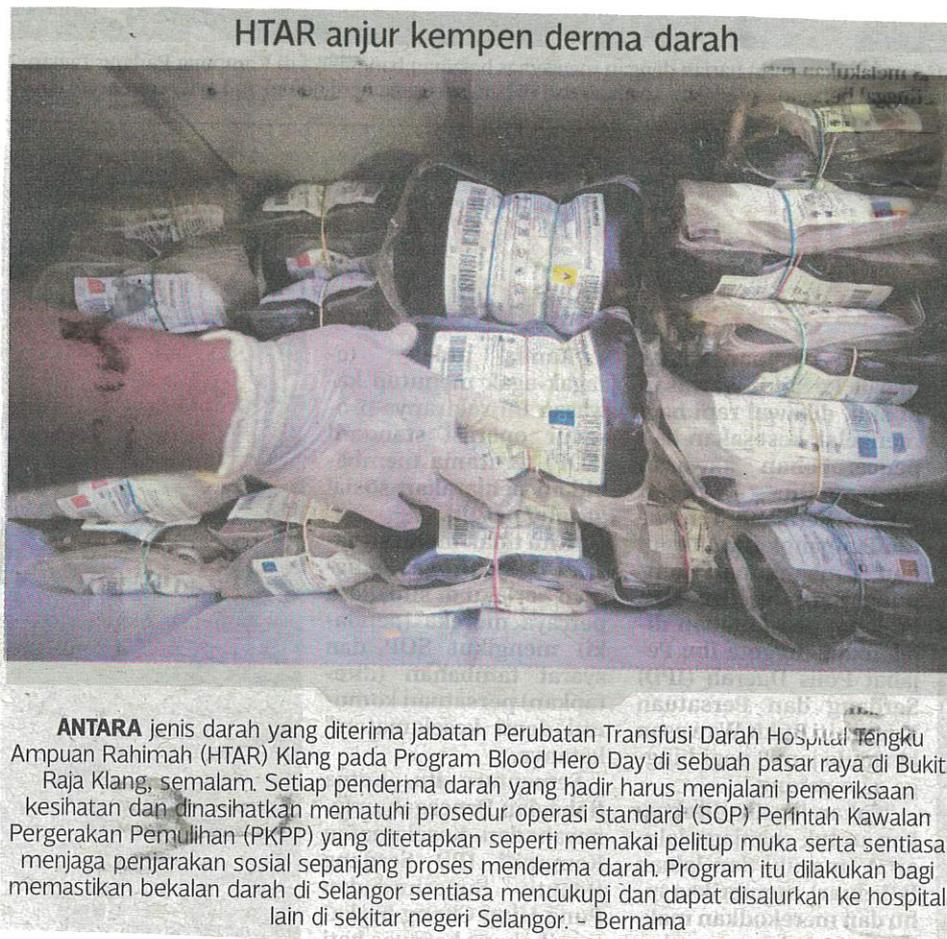 HTAR anjur kempen derma darah
ANTARA jenis darah yang diterima Jabatan Perubatan Transfusi Darah Hospital Tengku
Ampuan Rahimah (HTAR) Klang pada Program Blood Hero Day di sebuah pasar raya di Bukit
Raja Klang, semalam. Setiap penderma darah yang hadir harus menjalani pemeriksaan
kesihatan dan dinasihatkan mematuhi prosedur operasi standard (SOP) Perintah Kawalan
Pergerakan Pemulihan (PKPP) yang ditetapkan seperti memakai pelitup muka serta sentiasa
menjaga penjarakan sosial sepanjang proses menderma darah. Program itu dilakukan bagi
memastikan bekalan darah di Selangor sentiasa mencukupi dan dapat disalurkan ke hospital
lain di sekitar negeri Selangor. – Bernama